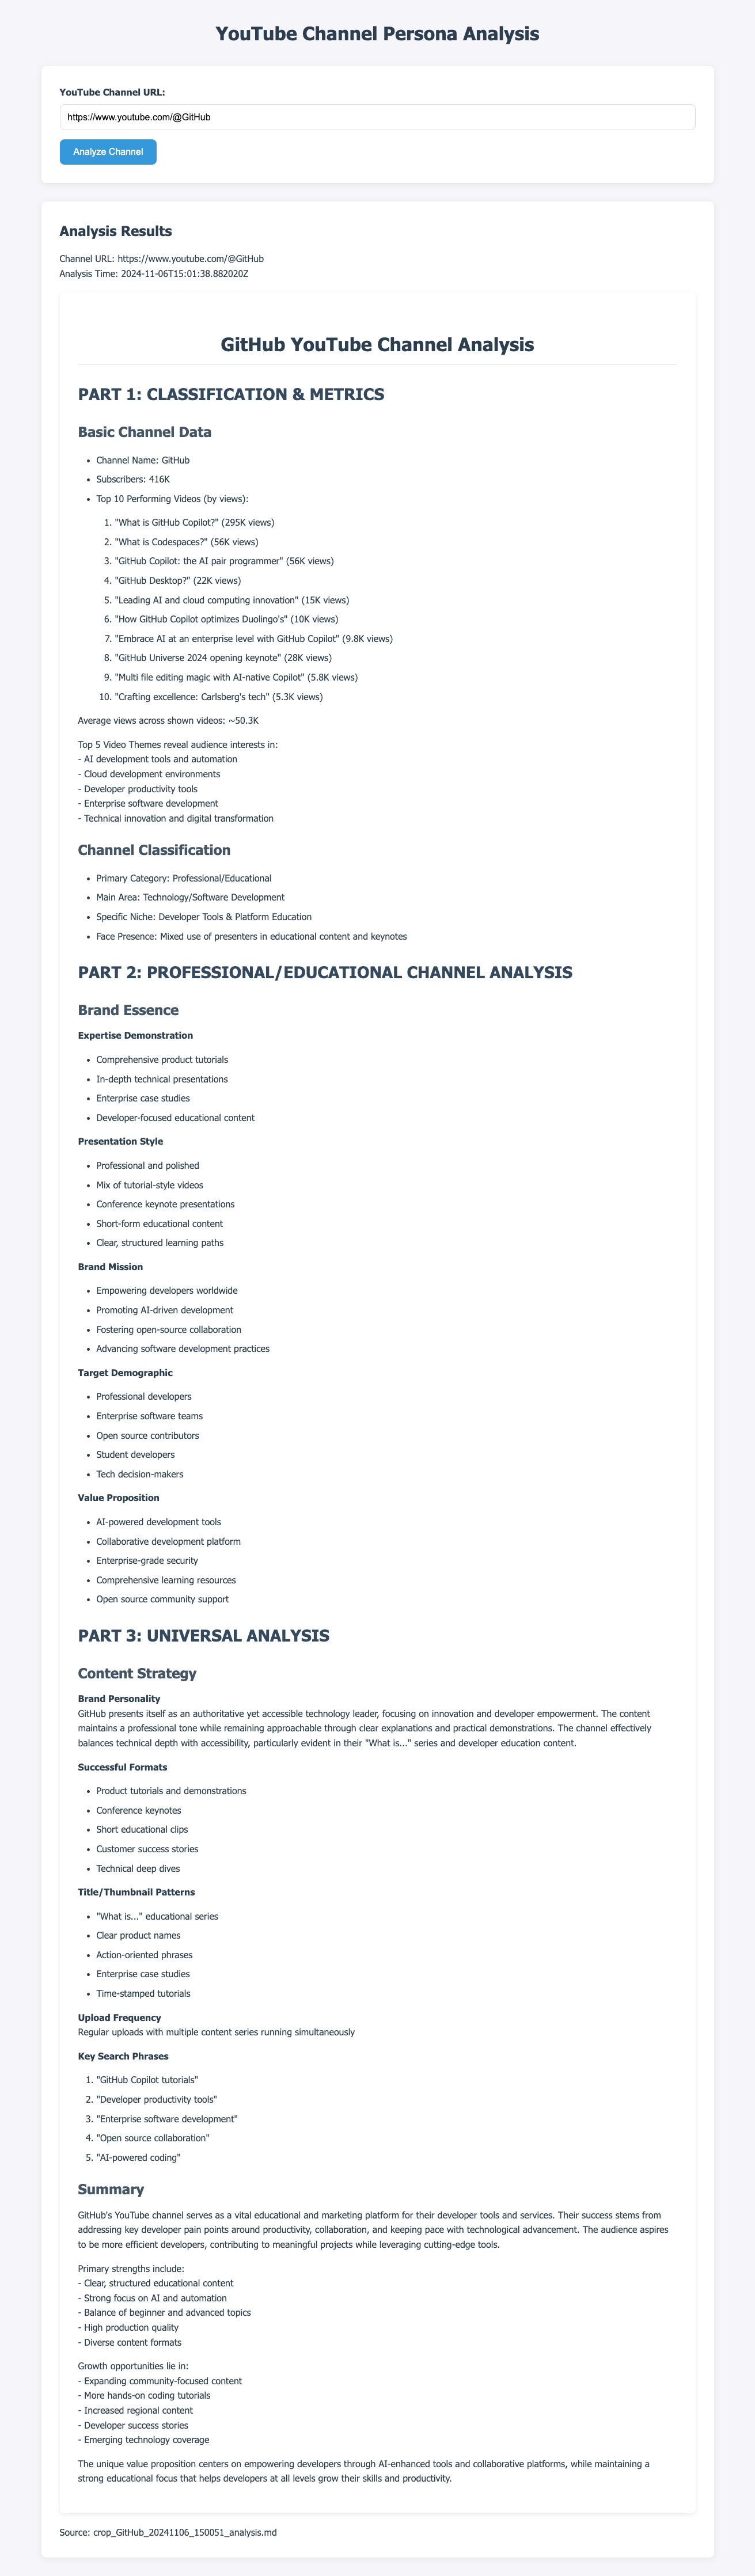 YouTube Channel Persona Analysis
YouTube Channel URL:
https://www.youtube.com/@GitHub
Analyze Channel
Analysis Results
Channel URL: https://www.youtube.com/@GitHub
Analysis Time: 2024-11-06T15:01:38.882020Z
GitHub YouTube Channel Analysis
PART 1: CLASSIFICATION & METRICS
Basic Channel Data
• Channel Name: GitHub
• Subscribers: 416K
• Top 10 Performing Videos (by views):
1. "What is GitHub Copilot?" (295K views)
2. "What is Codespaces?" (56K views)
3. "GitHub Copilot: the AI pair programmer" (56K views)
4. "GitHub Desktop?" (22K views)
5. "Leading AI and cloud computing innovation" (15K views)
6. "How GitHub Copilot optimizes Duolingo's" (10K views)
7. "Embrace AI at an enterprise level with GitHub Copilot" (9.8K views)
8. "GitHub Universe 2024 opening keynote" (28K views)
9. "Multi file editing magic with AI-native Copilot" (5.8K views)
10. "Crafting excellence: Carlsberg's tech" (5.3K views)
Average views across shown videos: ~50.3K
Top 5 Video Themes reveal audience interests in:
- AI development tools and automation
- Cloud development environments
- Developer productivity tools
- Enterprise software development
- Technical innovation and digital transformation
Channel Classification
• Primary Category: Professional/Educational
• Main Area: Technology/Software Development
• Specific Niche: Developer Tools & Platform Education
• Face Presence: Mixed use of presenters in educational content and keynotes
PART 2: PROFESSIONAL/EDUCATIONAL CHANNEL ANALYSIS
Brand Essence
Expertise Demonstration
• Comprehensive product tutorials
• In-depth technical presentations
• Enterprise case studies
• Developer-focused educational content
Presentation Style
• Professional and polished
• Mix of tutorial-style videos
• Conference keynote presentations
• Short-form educational content
• Clear, structured learning paths
Brand Mission
• Empowering developers worldwide
• Promoting AI-driven development
• Fostering open-source collaboration
• Advancing software development practices
Target Demographic
• Professional developers
• Enterprise software teams
• Open source contributors
• Student developers
• Tech decision-makers
Value Proposition
• AI-powered development tools
• Collaborative development platform
• Enterprise-grade security
• Comprehensive learning resources
• Open source community support
PART 3: UNIVERSAL ANALYSIS
Content Strategy
Brand Personality
GitHub presents itself as an authoritative yet accessible technology leader, focusing on innovation and developer empowerment. The content
maintains a professional tone while remaining approachable through clear explanations and practical demonstrations. The channel effectively
balances technical depth with accessibility, particularly evident in their "What is..." series and developer education content.
Successful Formats
• Product tutorials and demonstrations
• Conference keynotes
• Short educational clips
• Customer success stories
• Technical deep dives
Title/Thumbnail Patterns
• "What is..." educational series
• Clear product names
• Action-oriented phrases
• Enterprise case studies
• Time-stamped tutorials
Upload Frequency
Regular uploads with multiple content series running simultaneously
Key Search Phrases
1. "GitHub Copilot tutorials"
2. "Developer productivity tools"
3. "Enterprise software development"
4. "Open source collaboration"
5. "AI-powered coding"
Summary
GitHub's YouTube channel serves as a vital educational and marketing platform for their developer tools and services. Their success stems from
addressing key developer pain points around productivity, collaboration, and keeping pace with technological advancement. The audience aspires
to be more efficient developers, contributing to meaningful projects while leveraging cutting-edge tools.
Primary strengths include:
- Clear, structured educational content
- Strong focus on AI and automation
- Balance of beginner and advanced topics
- High production quality
- Diverse content formats
Growth opportunities lie in:
- Expanding community-focused content
- More hands-on coding tutorials
- Increased regional content
- Developer success stories
- Emerging technology coverage
The unique value proposition centers on empowering developers through AI-enhanced tools and collaborative platforms, while maintaining a
strong educational focus that helps developers at all levels grow their skills and productivity.
Source: crop_GitHub_20241106_150051_analysis.md